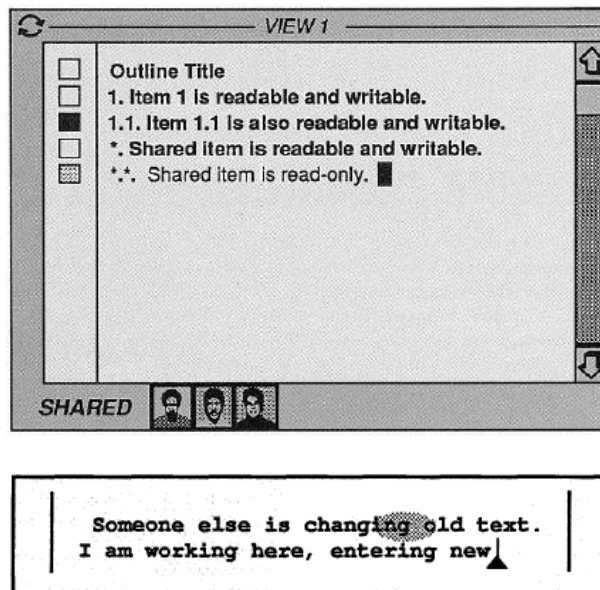 VIEW 1
Outline Title
1. Item 1 is readable and writable.
1.1. Item 1.1 is also readable and writable.
*. Shared item is readable and writable.
*.*. Shared item is read-only.
SHARED
Someone else is changing old text.
I am working here, entering new